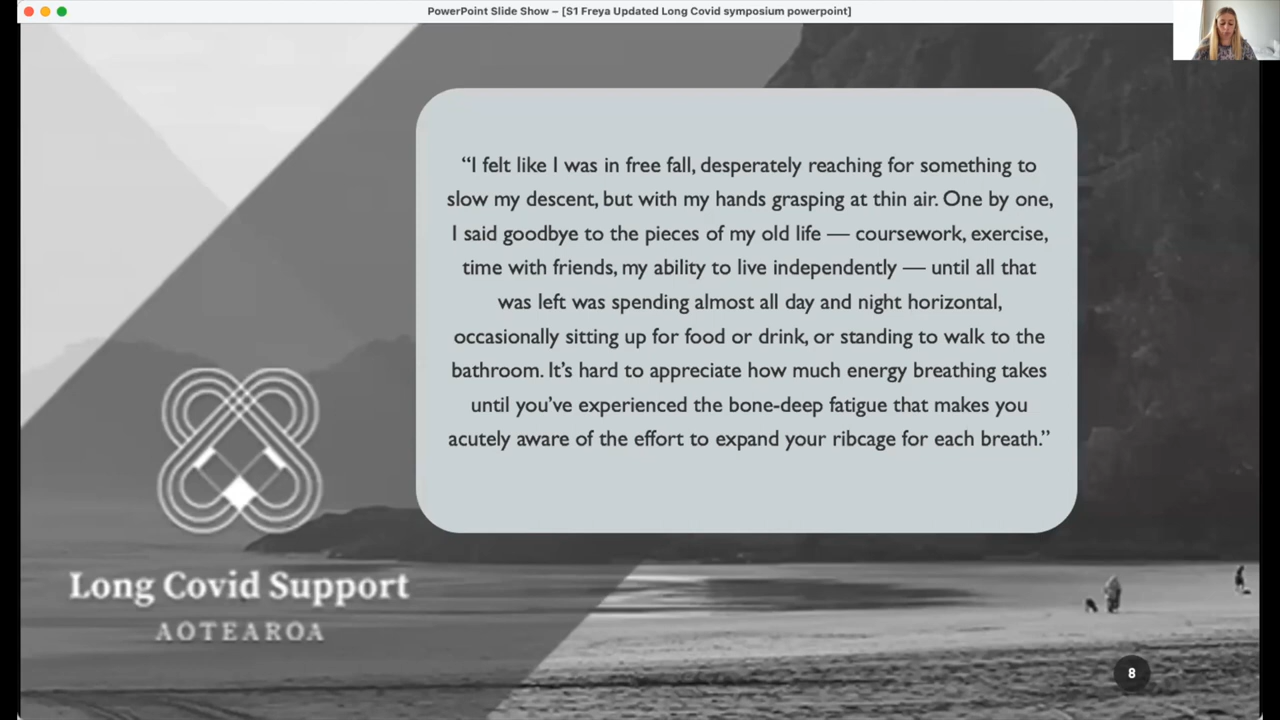 PowerPoint Slide Show – [S1 Freya Updated Long Covid symposium powerpoint]
“I felt like I was in free fall, desperately reaching for something to
slow my descent, but with my hands grasping at thin air. One by one,
I said goodbye to the pieces of my old life — coursework, exercise,
time with friends, my ability to live independently — until all that
was left was spending almost all day and night horizontal,
occasionally sitting up for food or drink, or standing to walk to the
bathroom. It’s hard to appreciate how much energy breathing takes
until you’ve experienced the bone-deep fatigue that makes you
acutely aware of the effort to expand your ribcage for each breath.”
Long Covid Support
AOTEAROA
8